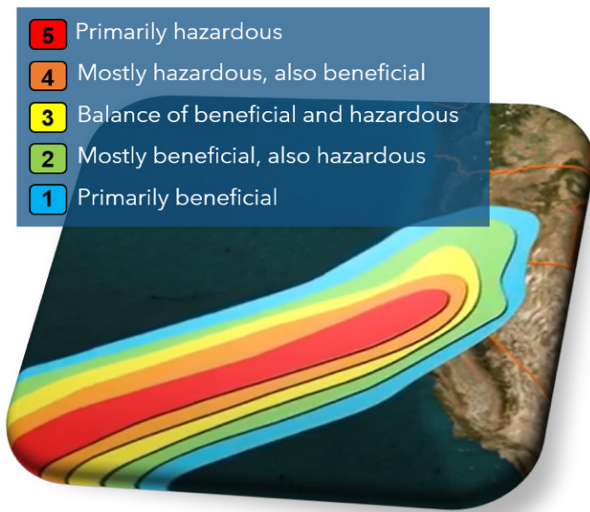 5 Primarily hazardous
4 Mostly hazardous, also beneficial
3 Balance of beneficial and hazardous
2 Mostly beneficial, also hazardous
1 Primarily beneficial